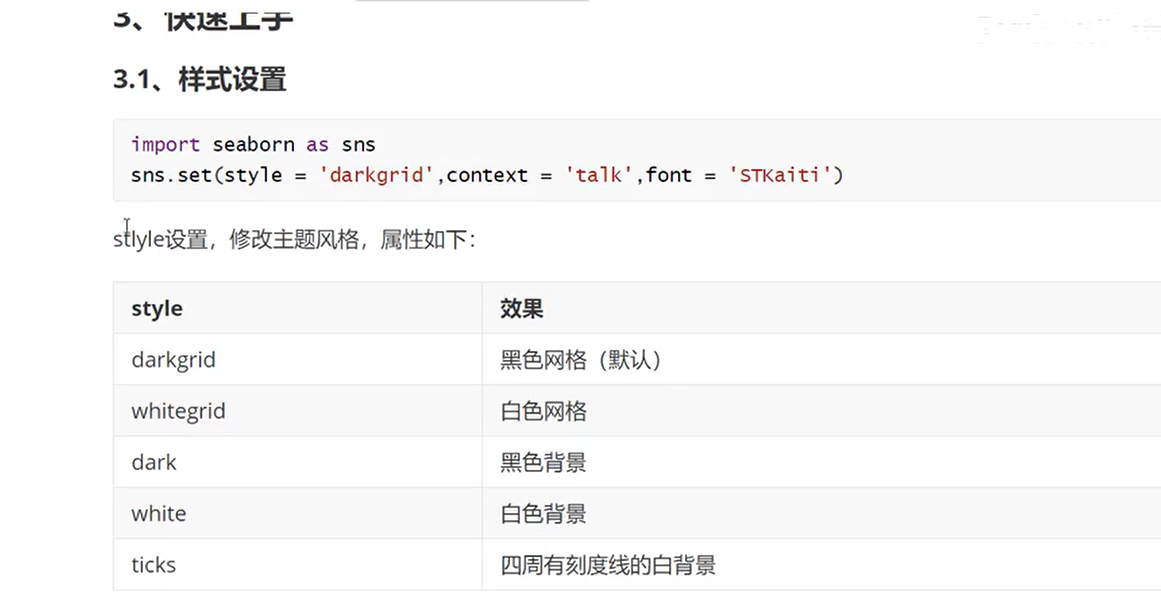 3、快速上手
3.1、样式设置
import seaborn as sns
sns.set(style = 'darkgrid',context = 'talk',font = 'STKaiti')
stlyle设置，修改主题风格，属性如下：
style 效果
darkgrid 黑色网格（默认）
whitegrid 白色网格
dark 黑色背景
white 白色背景
ticks 四周有刻度线的白背景